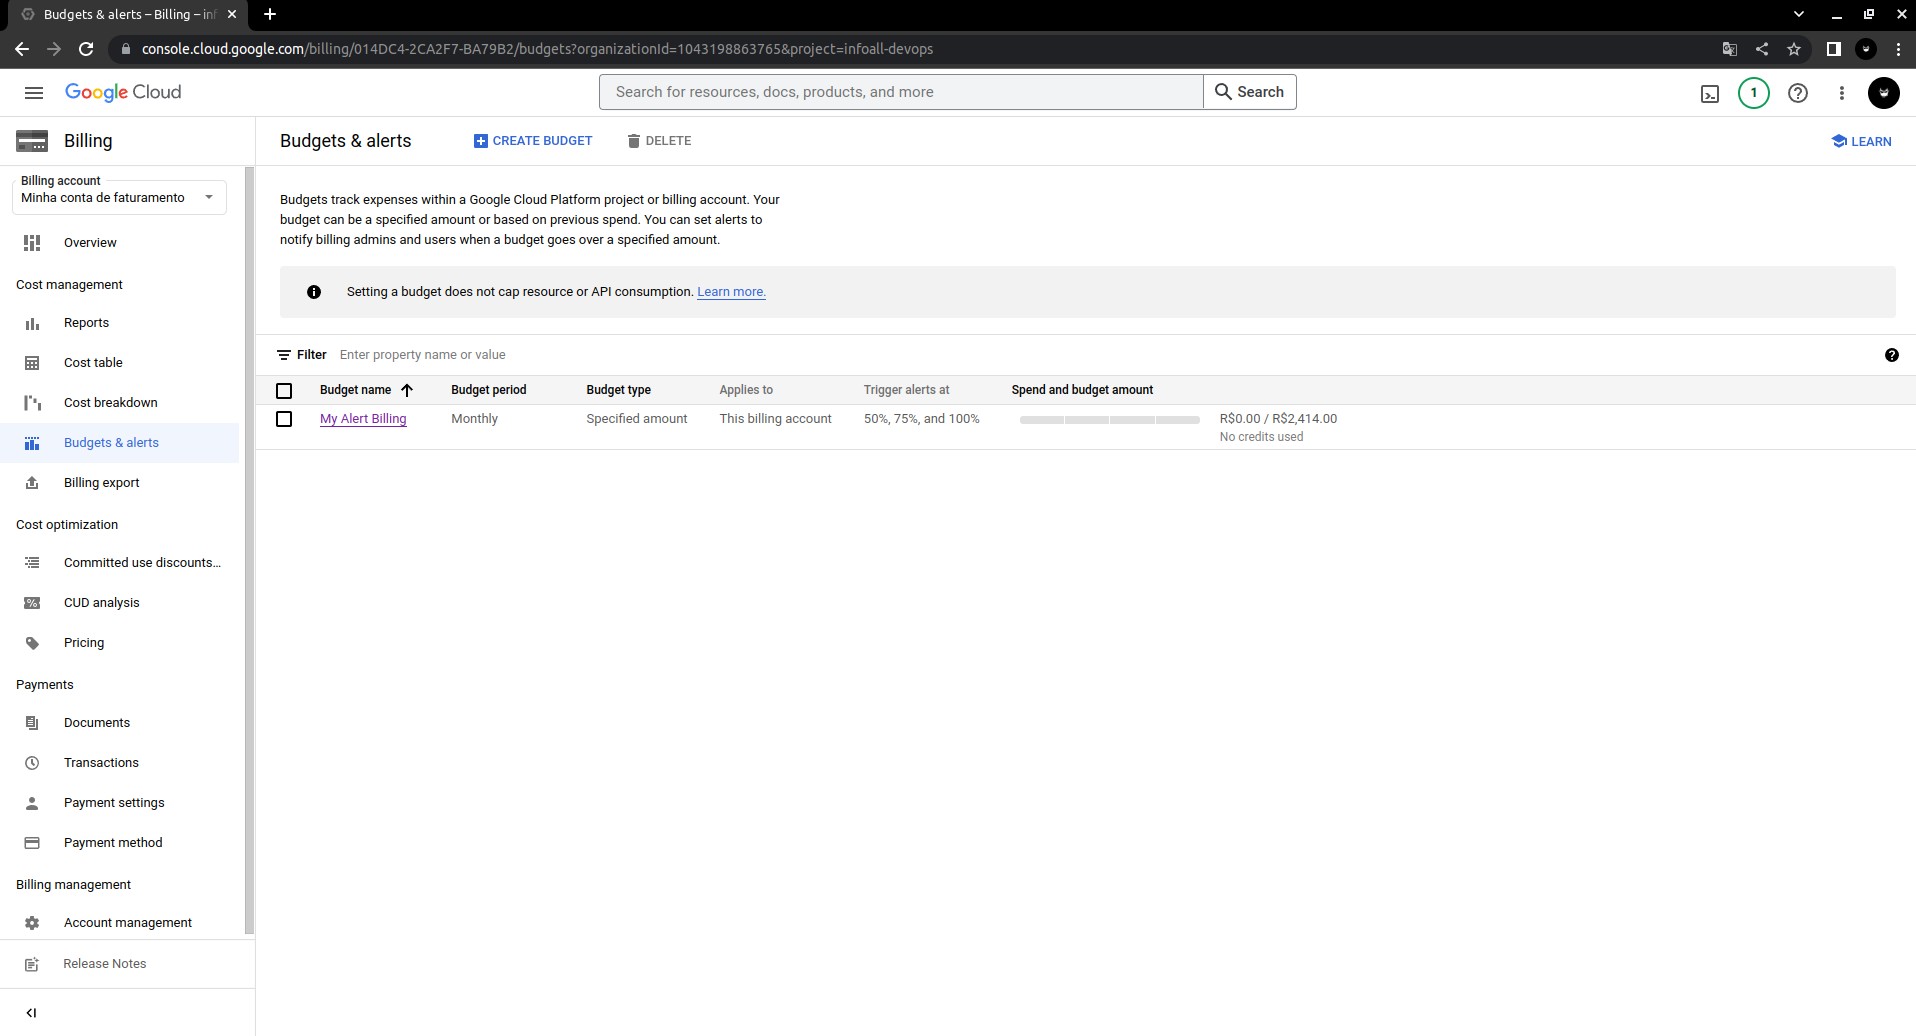 Budgets & alerts – Billing – inf
console.cloud.google.com/billing/014DC4-2CA2F7-BA79B2/budgets?organizationId=1043198863765&project=infoall-devops
Google Cloud
Search for resources, docs, products, and more
Search
1
Billing
Budgets & alerts
CREATE BUDGET
DELETE
LEARN
Billing account
Minha conta de faturamento
Overview
Cost management
Reports
Cost table
Cost breakdown
Budgets & alerts
Billing export
Cost optimization
Committed use discounts…
CUD analysis
Pricing
Payments
Documents
Transactions
Payment settings
Payment method
Billing management
Account management
Release Notes
Budgets track expenses within a Google Cloud Platform project or billing account. Your
budget can be a specified amount or based on previous spend. You can set alerts to
notify billing admins and users when a budget goes over a specified amount.
Setting a budget does not cap resource or API consumption. Learn more.
Filter Enter property name or value
Budget name Budget period Budget type Applies to Trigger alerts at Spend and budget amount
My Alert Billing Monthly Specified amount This billing account 50%, 75%, and 100% R$0.00 / R$2,414.00
No credits used